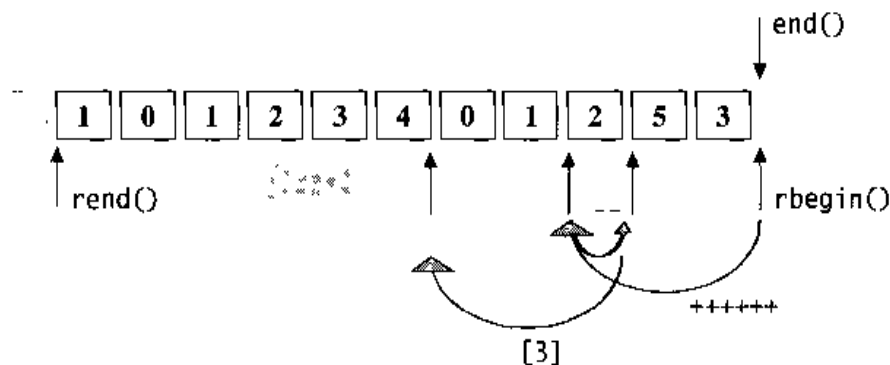 end()
1 0 1 2 3 4 0 1 2 5 3
rend()
--
rbegin()
++++++
[3]